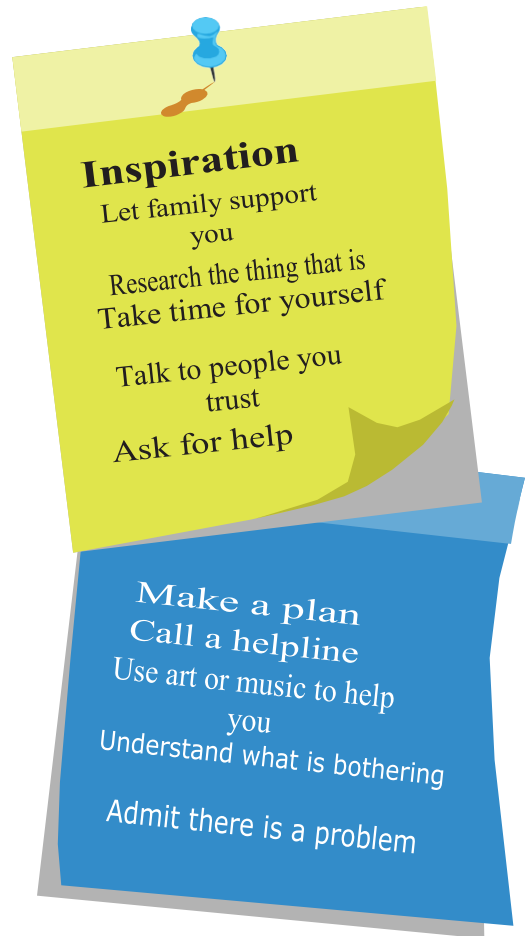 Inspiration
Let family support
you
Research the thing that is
Take time for yourself
Talk to people you
trust
Ask for help
Make a plan
Call a helpline
Use art or music to help
you
Understand what is bothering
Admit there is a problem